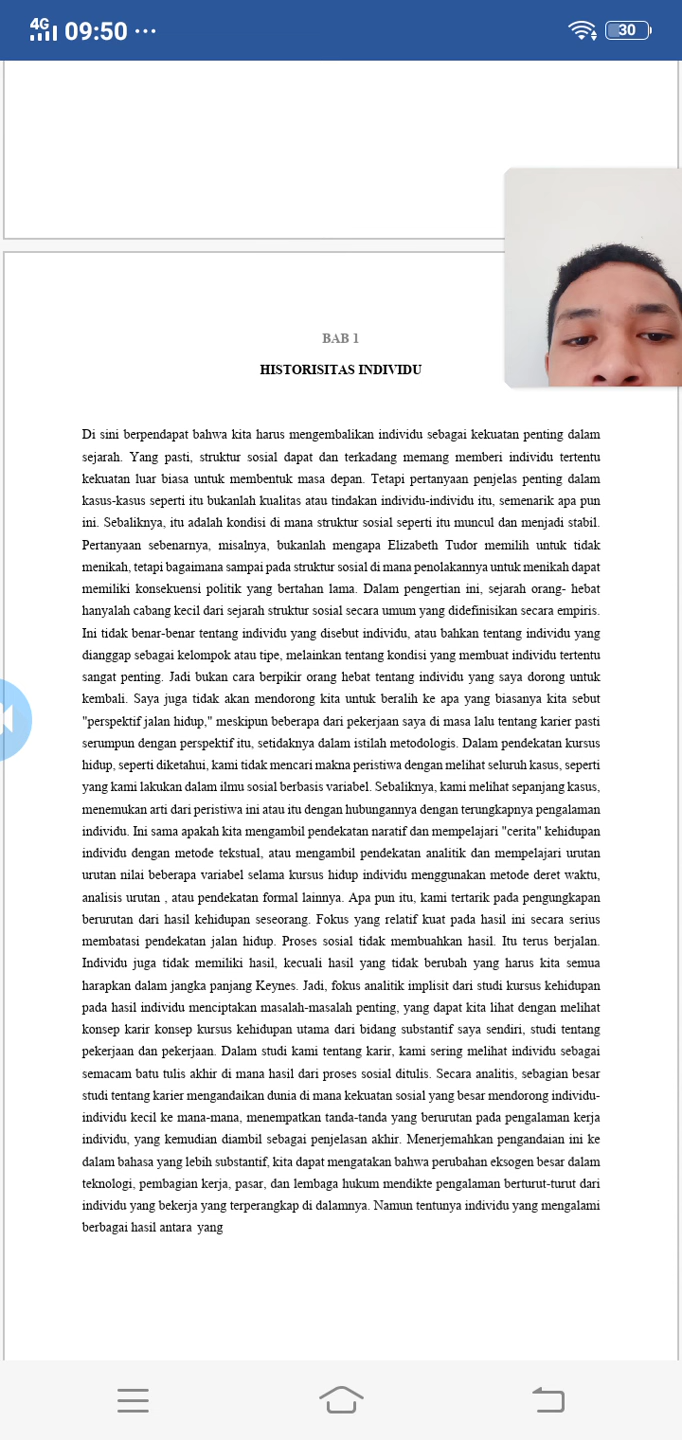 4G 09:50 ...
30
BAB 1
HISTORISITAS INDIVIDU
Di sini berpendapat bahwa kita harus mengembalikan individu sebagai kekuatan penting dalam
sejarah. Yang pasti, struktur sosial dapat dan terkadang memang memberi individu tertentu
kekuatan luar biasa untuk membentuk masa depan. Tetapi pertanyaan penjelas penting dalam
kasus-kasus seperti itu bukanlah kualitas atau tindakan individu-individu itu, semenarik apa pun
ini. Sebaliknya, itu adalah kondisi di mana struktur sosial seperti itu muncul dan menjadi stabil.
Pertanyaan sebenarnya, misalnya, bukanlah mengapa Elizabeth Tudor memilih untuk tidak
menikah, tetapi bagaimana sampai pada struktur sosial di mana penolakannya untuk menikah dapat
memiliki konsekuensi politik yang bertahan lama. Dalam pengertian ini, sejarah orang- hebat
hanyalah cabang kecil dari sejarah struktur sosial secara umum yang didefinisikan secara empiris.
Ini tidak benar-benar tentang individu yang disebut individu, atau bahkan tentang individu yang
dianggap sebagai kelompok atau tipe, melainkan tentang kondisi yang membuat individu tertentu
sangat penting. Jadi bukan cara berpikir orang hebat tentang individu yang saya dorong untuk
kembali. Saya juga tidak akan mendorong kita untuk beralih ke apa yang biasanya kita sebut
"perspektif jalan hidup," meskipun beberapa dari pekerjaan saya di masa lalu tentang karier pasti
serumpun dengan perspektif itu, setidaknya dalam istilah metodologis. Dalam pendekatan kursus
hidup, seperti diketahui, kami tidak mencari makna peristiwa dengan melihat seluruh kasus, seperti
yang kami lakukan dalam ilmu sosial berbasis variabel. Sebaliknya, kami melihat sepanjang kasus,
menemukan arti dari peristiwa ini atau itu dengan hubungannya dengan terungkapnya pengalaman
individu. Ini sama apakah kita mengambil pendekatan naratif dan mempelajari "cerita" kehidupan
individu dengan metode tekstual, atau mengambil pendekatan analitik dan mempelajari urutan
urutan nilai beberapa variabel selama kursus hidup individu menggunakan metode deret waktu,
analisis urutan , atau pendekatan formal lainnya. Apa pun itu, kami tertarik pada pengungkapan
berurutan dari hasil kehidupan seseorang. Fokus yang relatif kuat pada hasil ini secara serius
membatasi pendekatan jalan hidup. Proses sosial tidak membuahkan hasil. Itu terus berjalan.
Individu juga tidak memiliki hasil, kecuali hasil yang tidak berubah yang harus kita semua
harapkan dalam jangka panjang Keynes. Jadi, fokus analitik implisit dari studi kursus kehidupan
pada hasil individu menciptakan masalah-masalah penting, yang dapat kita lihat dengan melihat
konsep karir konsep kursus kehidupan utama dari bidang substantif saya sendiri, studi tentang
pekerjaan dan pekerjaan. Dalam studi kami tentang karir, kami sering melihat individu sebagai
semacam batu tulis akhir di mana hasil dari proses sosial ditulis. Secara analitis, sebagian besar
studi tentang karier mengandaikan dunia di mana kekuatan sosial yang besar mendorong individu-
individu kecil ke mana-mana, menempatkan tanda-tanda yang berurutan pada pengalaman kerja
individu, yang kemudian diambil sebagai penjelasan akhir. Menerjemahkan pengandaian ini ke
dalam bahasa yang lebih substantif, kita dapat mengatakan bahwa perubahan eksogen besar dalam
teknologi, pembagian kerja, pasar, dan lembaga hukum mendikte pengalaman berturut-turut dari
individu yang bekerja yang terperangkap di dalamnya. Namun tentunya individu yang mengalami
berbagai hasil antara yang